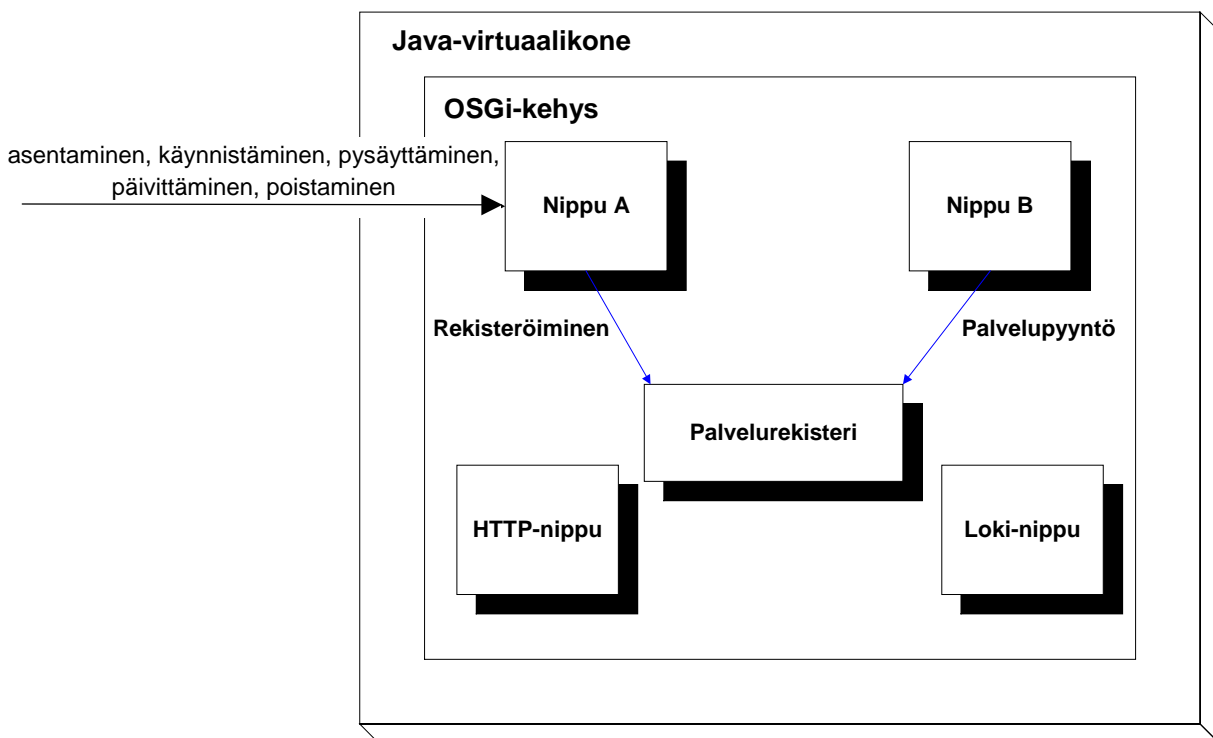 Java-virtuaalikone
OSGi-kehys
asentaminen, käynnistäminen, pysäyttäminen,
päivittäminen, poistaminen
Nippu A
Nippu B
Rekisteröiminen
Palvelupyyntö
Palvelurekisteri
HTTP-nippu
Loki-nippu